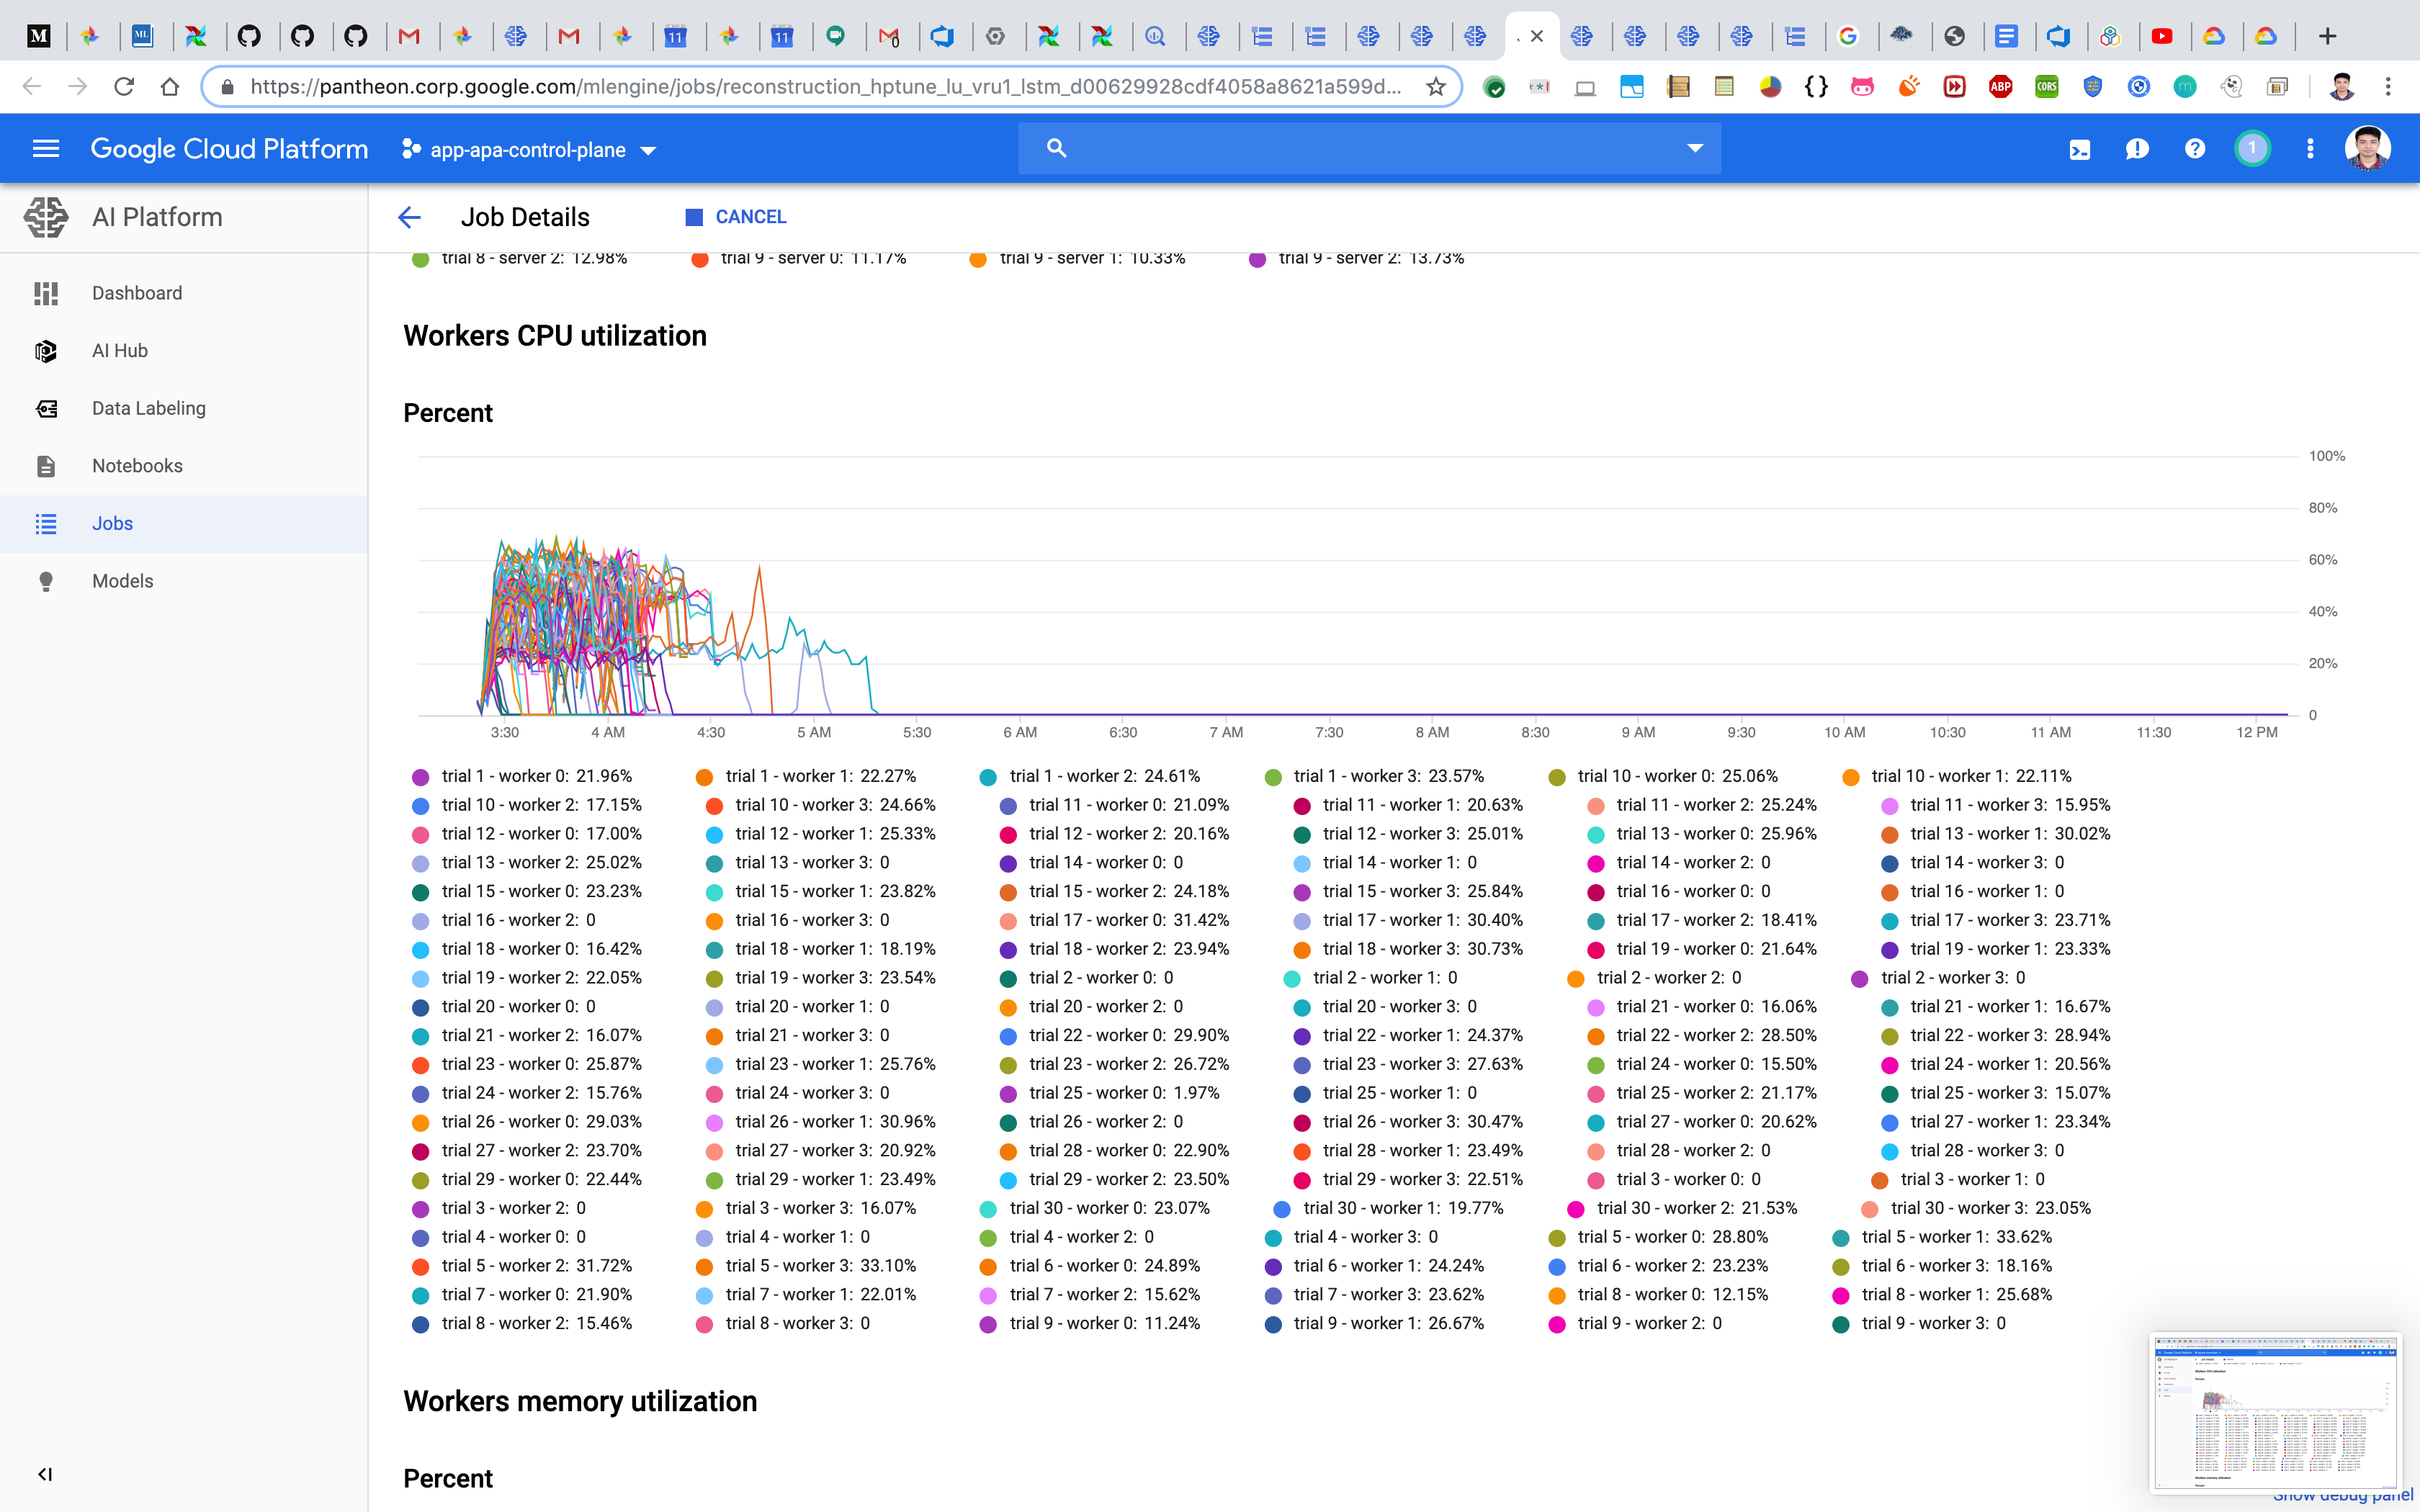 https://pantheon.corp.google.com/mlengine/jobs/reconstruction_hptune_lu_vru1_lstm_d00629928cdf4058a8621a599d...
Google Cloud Platform app-apa-control-plane 1
AI Platform
Job Details CANCEL
Dashboard
AI Hub
Data Labeling
Notebooks
Jobs
Models
trial 8 - server 2: 12.98% trial 9 - server 0: 11.17% trial 9 - server 1: 10.33% trial 9 - server 2: 13.73%
Workers CPU utilization
Percent
100%
80%
60%
40%
20%
0
3:30 4 AM 4:30 5 AM 5:30 6 AM 6:30 7 AM 7:30 8 AM 8:30 9 AM 9:30 10 AM 10:30 11 AM 11:30 12 PM
trial 1 - worker 0: 21.96% trial 1 - worker 1: 22.27% trial 1 - worker 2: 24.61% trial 1 - worker 3: 23.57% trial 10 - worker 0: 25.06% trial 10 - worker 1: 22.11%
trial 10 - worker 2: 17.15% trial 10 - worker 3: 24.66% trial 11 - worker 0: 21.09% trial 11 - worker 1: 20.63% trial 11 - worker 2: 25.24% trial 11 - worker 3: 15.95%
trial 12 - worker 0: 17.00% trial 12 - worker 1: 25.33% trial 12 - worker 2: 20.16% trial 12 - worker 3: 25.01% trial 13 - worker 0: 25.96% trial 13 - worker 1: 30.02%
trial 13 - worker 2: 25.02% trial 13 - worker 3: 0 trial 14 - worker 0: 0 trial 14 - worker 1: 0 trial 14 - worker 2: 0 trial 14 - worker 3: 0
trial 15 - worker 0: 23.23% trial 15 - worker 1: 23.82% trial 15 - worker 2: 24.18% trial 15 - worker 3: 25.84% trial 16 - worker 0: 0 trial 16 - worker 1: 0
trial 16 - worker 2: 0 trial 16 - worker 3: 0 trial 17 - worker 0: 31.42% trial 17 - worker 1: 30.40% trial 17 - worker 2: 18.41% trial 17 - worker 3: 23.71%
trial 18 - worker 0: 16.42% trial 18 - worker 1: 18.19% trial 18 - worker 2: 23.94% trial 18 - worker 3: 30.73% trial 19 - worker 0: 21.64% trial 19 - worker 1: 23.33%
trial 19 - worker 2: 22.05% trial 19 - worker 3: 23.54% trial 2 - worker 0: 0 trial 2 - worker 1: 0 trial 2 - worker 2: 0 trial 2 - worker 3: 0
trial 20 - worker 0: 0 trial 20 - worker 1: 0 trial 20 - worker 2: 0 trial 20 - worker 3: 0 trial 21 - worker 0: 16.06% trial 21 - worker 1: 16.67%
trial 21 - worker 2: 16.07% trial 21 - worker 3: 0 trial 22 - worker 0: 29.90% trial 22 - worker 1: 24.37% trial 22 - worker 2: 28.50% trial 22 - worker 3: 28.94%
trial 23 - worker 0: 25.87% trial 23 - worker 1: 25.76% trial 23 - worker 2: 26.72% trial 23 - worker 3: 27.63% trial 24 - worker 0: 15.50% trial 24 - worker 1: 20.56%
trial 24 - worker 2: 15.76% trial 24 - worker 3: 0 trial 25 - worker 0: 1.97% trial 25 - worker 1: 0 trial 25 - worker 2: 21.17% trial 25 - worker 3: 15.07%
trial 26 - worker 0: 29.03% trial 26 - worker 1: 30.96% trial 26 - worker 2: 0 trial 26 - worker 3: 30.47% trial 27 - worker 0: 20.62% trial 27 - worker 1: 23.34%
trial 27 - worker 2: 23.70% trial 27 - worker 3: 20.92% trial 28 - worker 0: 22.90% trial 28 - worker 1: 23.49% trial 28 - worker 2: 0 trial 28 - worker 3: 0
trial 29 - worker 0: 22.44% trial 29 - worker 1: 23.49% trial 29 - worker 2: 23.50% trial 29 - worker 3: 22.51% trial 3 - worker 0: 0 trial 3 - worker 1: 0
trial 3 - worker 2: 0 trial 3 - worker 3: 16.07% trial 30 - worker 0: 23.07% trial 30 - worker 1: 19.77% trial 30 - worker 2: 21.53% trial 30 - worker 3: 23.05%
trial 4 - worker 0: 0 trial 4 - worker 1: 0 trial 4 - worker 2: 0 trial 4 - worker 3: 0 trial 5 - worker 0: 28.80% trial 5 - worker 1: 33.62%
trial 5 - worker 2: 31.72% trial 5 - worker 3: 33.10% trial 6 - worker 0: 24.89% trial 6 - worker 1: 24.24% trial 6 - worker 2: 23.23% trial 6 - worker 3: 18.16%
trial 7 - worker 0: 21.90% trial 7 - worker 1: 22.01% trial 7 - worker 2: 15.62% trial 7 - worker 3: 23.62% trial 8 - worker 0: 12.15% trial 8 - worker 1: 25.68%
trial 8 - worker 2: 15.46% trial 8 - worker 3: 0 trial 9 - worker 0: 11.24% trial 9 - worker 1: 26.67% trial 9 - worker 2: 0 trial 9 - worker 3: 0
Workers memory utilization
Percent
Show debug panel